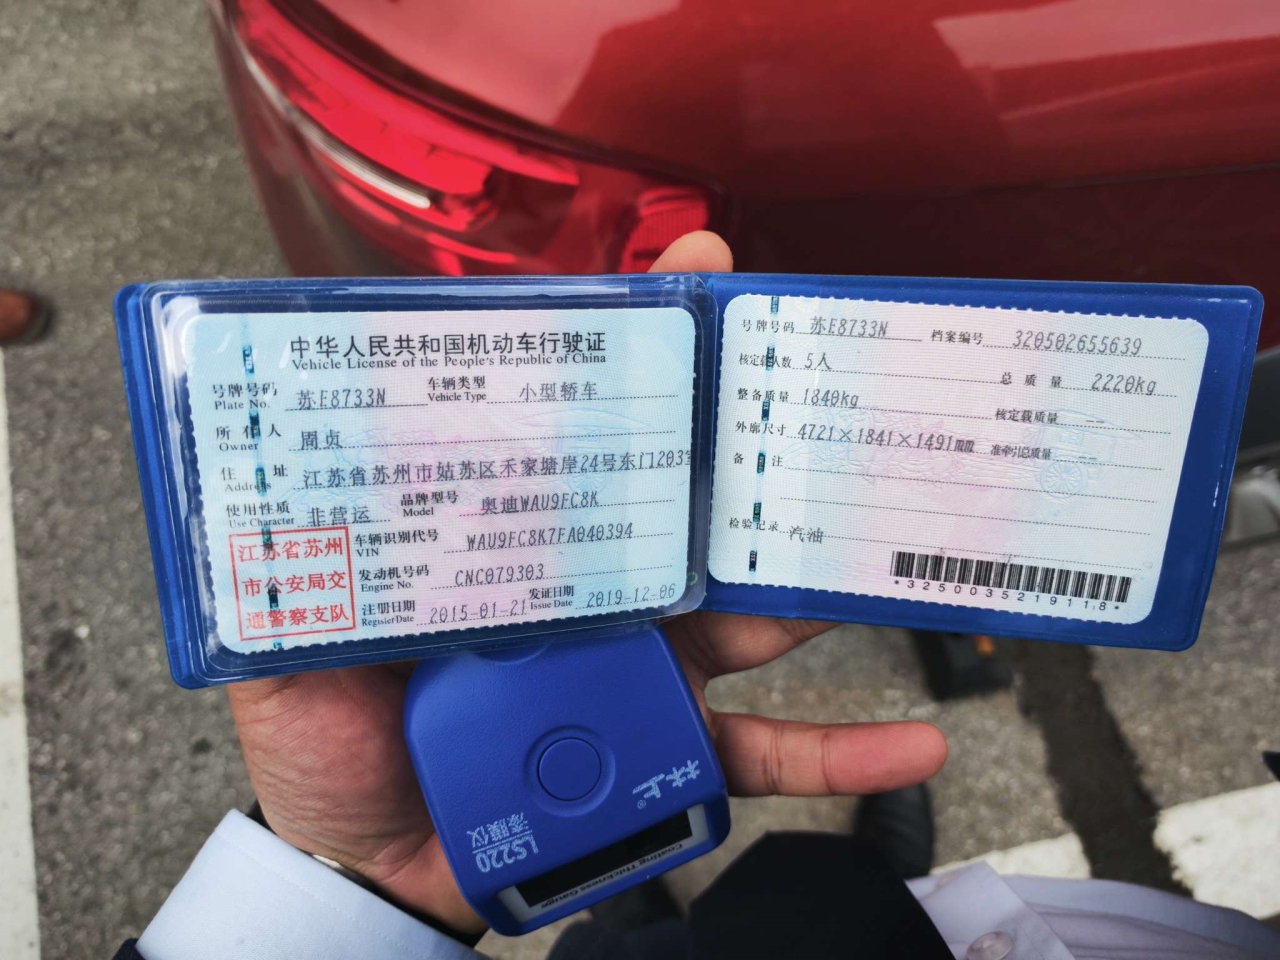 中华人民共和国机动车行驶证
Vehicle License of the People's Republic of China
号牌号码 苏E8733N 车辆类型 小型轿车
Plate No. Vehicle Type
所有人 周贞
Owner
住址 江苏省苏州市姑苏区禾家塘岸24号东门203室
Address
使用性质 非营运 品牌型号 奥迪WAU9FC8K
Use Character Model
江苏省苏州
市公安局交
通警察支队
车辆识别代号 WAU9FC8K7FA040394
VIN
发动机号码 CNC079303
Engine No.
注册日期 2015-01-21 发证日期 2019-12-06
Register Date Issue Date
号牌号码 苏E8733N 档案编号 320502655639
核定载人数 5人 总质量 2220kg
整备质量 1840kg 核定载质量 --
外廓尺寸 4721×1841×1491mm 准牵引总质量 --
备注
检验记录 汽油
*3250035219118*
林上®
LS220
漆膜仪
Coating Thickness Gauge